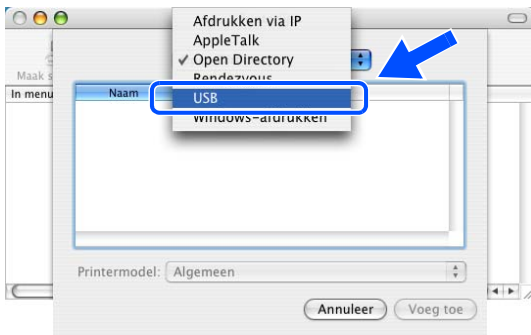 Afdrukken via IP
AppleTalk
✓ Open Directory
Rendezvous
USB
Windows-afdrukken
Maak s
In menu
Naam
Printermodel: Algemeen
Annuleer Voeg toe